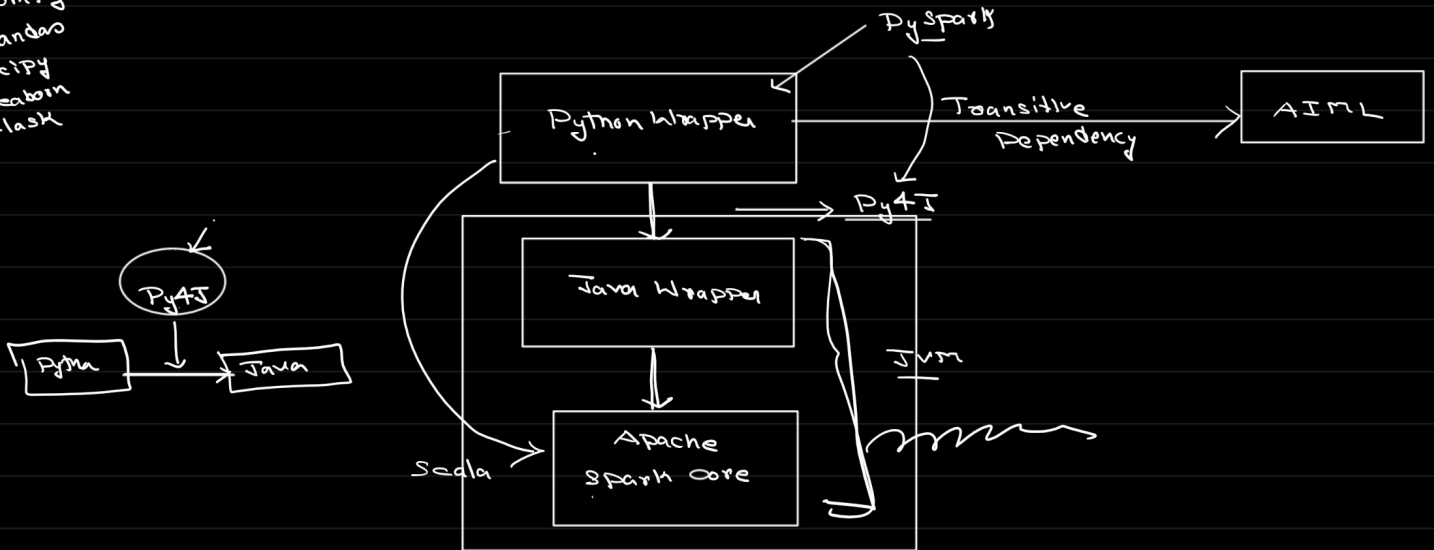 andas
cipy
eaborn
lask
PySpark
Python Wrapper
Transitive
Dependency
AIML
Py4J
Java Wrapper
Py4J
Python
Java
JVM
Apache
Spark Core
Scala